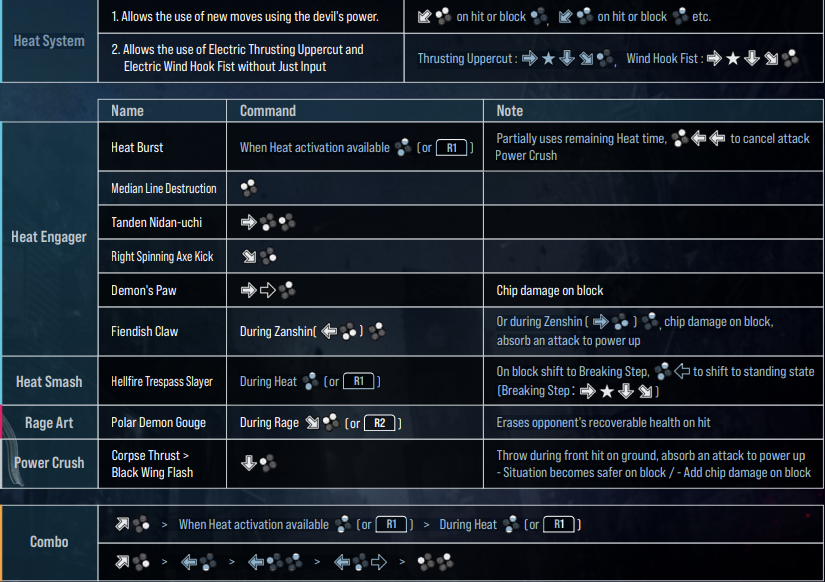 Heat System
1. Allows the use of new moves using the devil's power.
on hit or block , on hit or block etc.
2. Allows the use of Electric Thrusting Uppercut and
Electric Wind Hook Fist without Just Input
Thrusting Uppercut : ➡ ★ ⬇ ↘ , Wind Hook Fist : ➡ ★ ⬇ ↘
Name Command Note
Heat Engager
Heat Burst
When Heat activation available (or R1 )
Partially uses remaining Heat time, ⬅⬅ to cancel attack
Power Crush
Median Line Destruction
Tanden Nidan-uchi ➡
Right Spinning Axe Kick ↘
Demon's Paw ➡ ⇨ Chip damage on block
Fiendish Claw
During Zanshin( ⬅ )
Or during Zenshin ( ➡ ) , chip damage on block,
absorb an attack to power up
Heat Smash
Hellfire Trespass Slayer
During Heat (or R1 )
On block shift to Breaking Step, ⇦ to shift to standing state
(Breaking Step : ➡ ★ ⬇ ↘ )
Rage Art
Polar Demon Gouge
During Rage ↘ (or R2 )
Erases opponent's recoverable health on hit
Power Crush
Corpse Thrust >
Black Wing Flash
⬇
Throw during front hit on ground, absorb an attack to power up
- Situation becomes safer on block / - Add chip damage on block
Combo
↗ > When Heat activation available (or R1 ) > During Heat (or R1 )
↗ > ⬅ > ⬅ > ⬅ ⇨ >